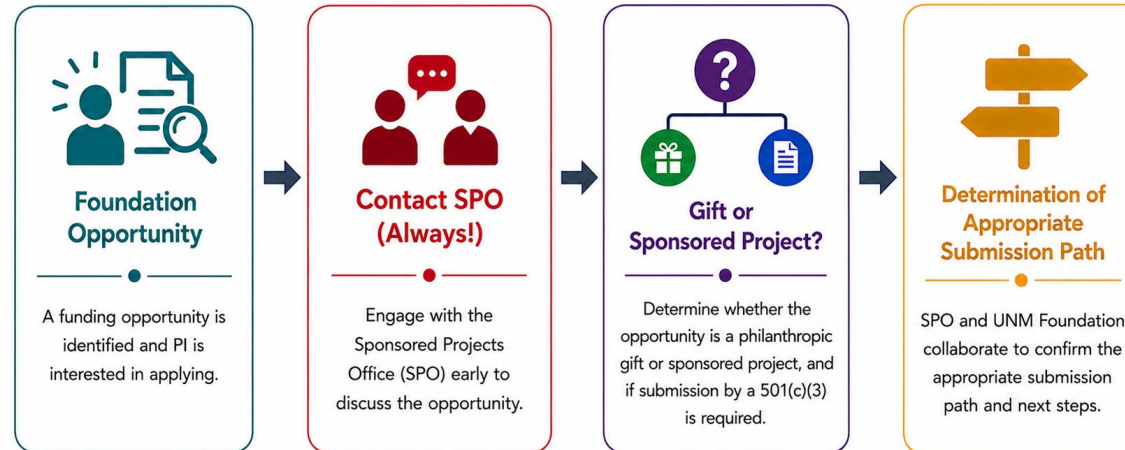 Foundation
Opportunity
A funding opportunity is
identified and PI is
interested in applying.
Contact SPO
(Always!)
Engage with the
Sponsored Projects
Office (SPO) early to
discuss the opportunity.
?
Gift or
Sponsored Project?
Determine whether the
opportunity is a philanthropic
gift or sponsored project, and
if submission by a 501(c)(3)
is required.
Determination of
Appropriate
Submission Path
SPO and UNM Foundation
collaborate to confirm the
appropriate submission
path and next steps.